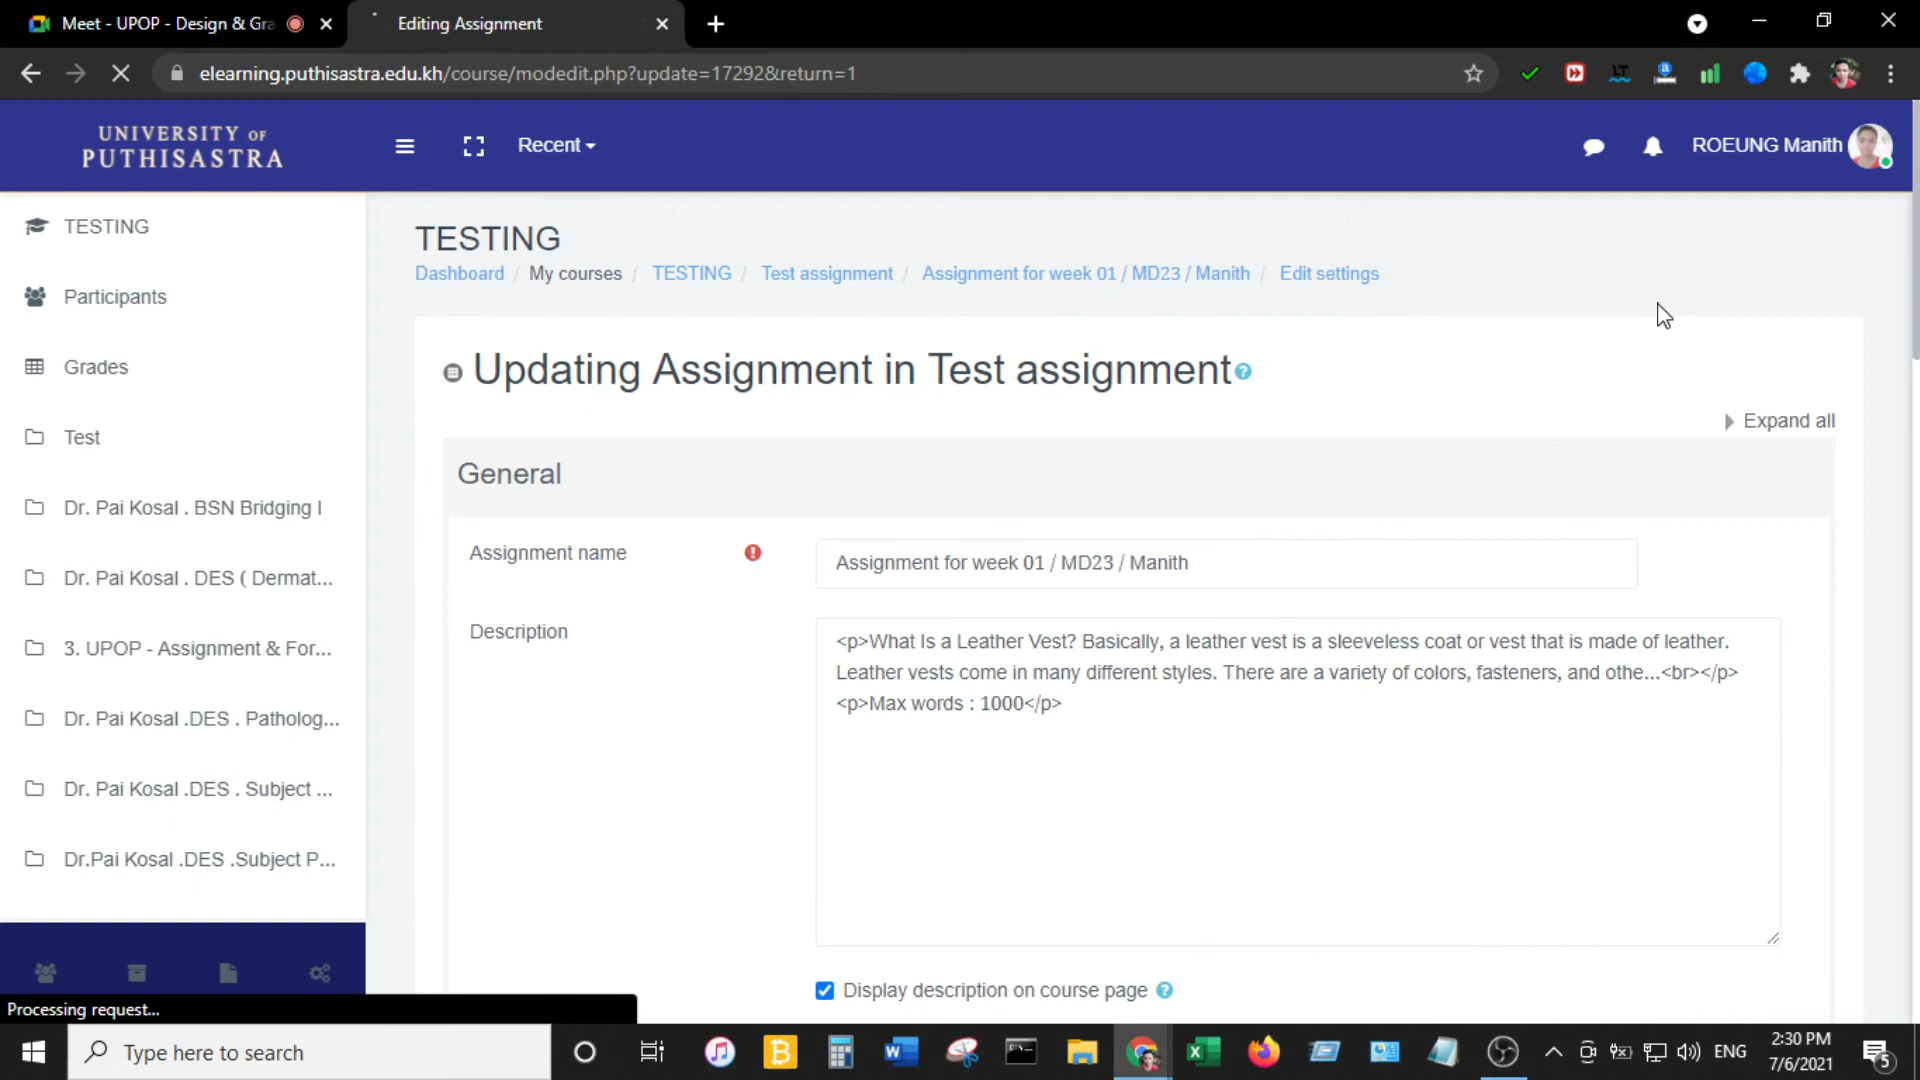 Meet - UPOP - Design & Gra
Editing Assignment
elearning.puthisastra.edu.kh/course/modedit.php?update=17292&return=1
UNIVERSITY OF
PUTHISASTRA
Recent
ROEUNG Manith
TESTING
Participants
Grades
Test
Dr. Pai Kosal . BSN Bridging I
Dr. Pai Kosal . DES ( Dermat...
3. UPOP - Assignment & For...
Dr. Pai Kosal .DES . Patholog...
Dr. Pai Kosal .DES . Subject ...
Dr.Pai Kosal .DES .Subject P...
TESTING
Dashboard / My courses / TESTING / Test assignment / Assignment for week 01 / MD23 / Manith / Edit settings
Updating Assignment in Test assignment
Expand all
General
Assignment name
Assignment for week 01 / MD23 / Manith
Description
<p>What Is a Leather Vest? Basically, a leather vest is a sleeveless coat or vest that is made of leather.
Leather vests come in many different styles. There are a variety of colors, fasteners, and othe...<br></p>
<p>Max words : 1000</p>
Display description on course page
Processing request...
Type here to search
ENG
2:30 PM
7/6/2021
5